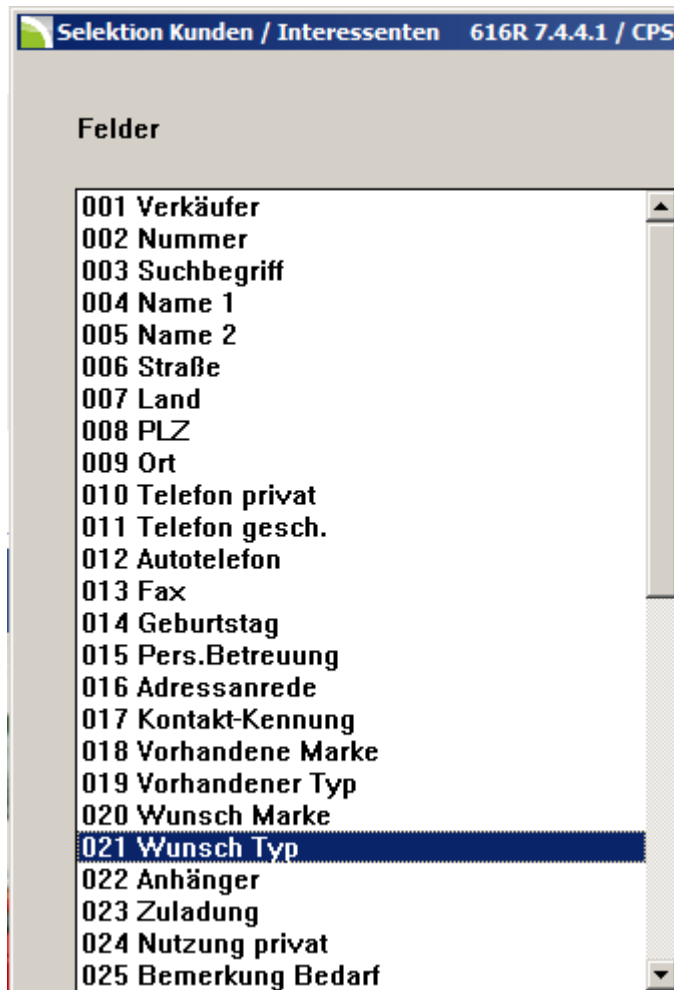 Selektion Kunden / Interessenten 616R 7.4.4.1 / CPS
Felder
001 Verkäufer
002 Nummer
003 Suchbegriff
004 Name 1
005 Name 2
006 Straße
007 Land
008 PLZ
009 Ort
010 Telefon privat
011 Telefon gesch.
012 Autotelefon
013 Fax
014 Geburtstag
015 Pers.Betreuung
016 Adressanrede
017 Kontakt-Kennung
018 Vorhandene Marke
019 Vorhandener Typ
020 Wunsch Marke
021 Wunsch Typ
022 Anhänger
023 Zuladung
024 Nutzung privat
025 Bemerkung Bedarf